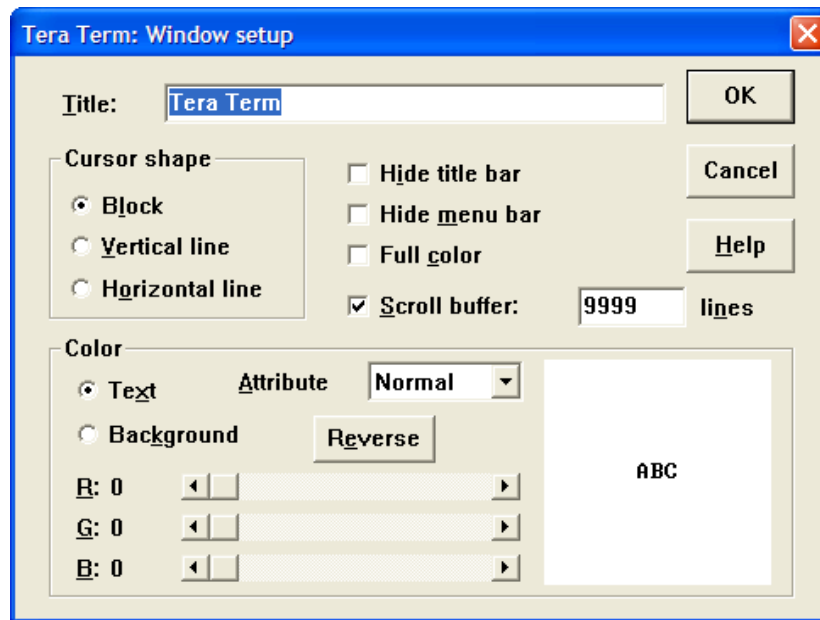 Tera Term: Window setup
Title: Tera Term OK
Cursor shape
Block
Vertical line
Horizontal line
Hide title bar
Hide menu bar
Full color
Scroll buffer: 9999 lines
Cancel
Help
Color
Text Attribute Normal
Background Reverse
R: 0
G: 0
B: 0
ABC